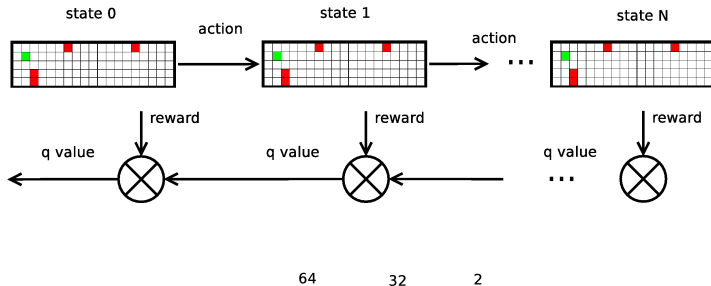 state 0
state 1
state N
action
action
...
reward
reward
reward
q value
q value
q value
...
64 32 2